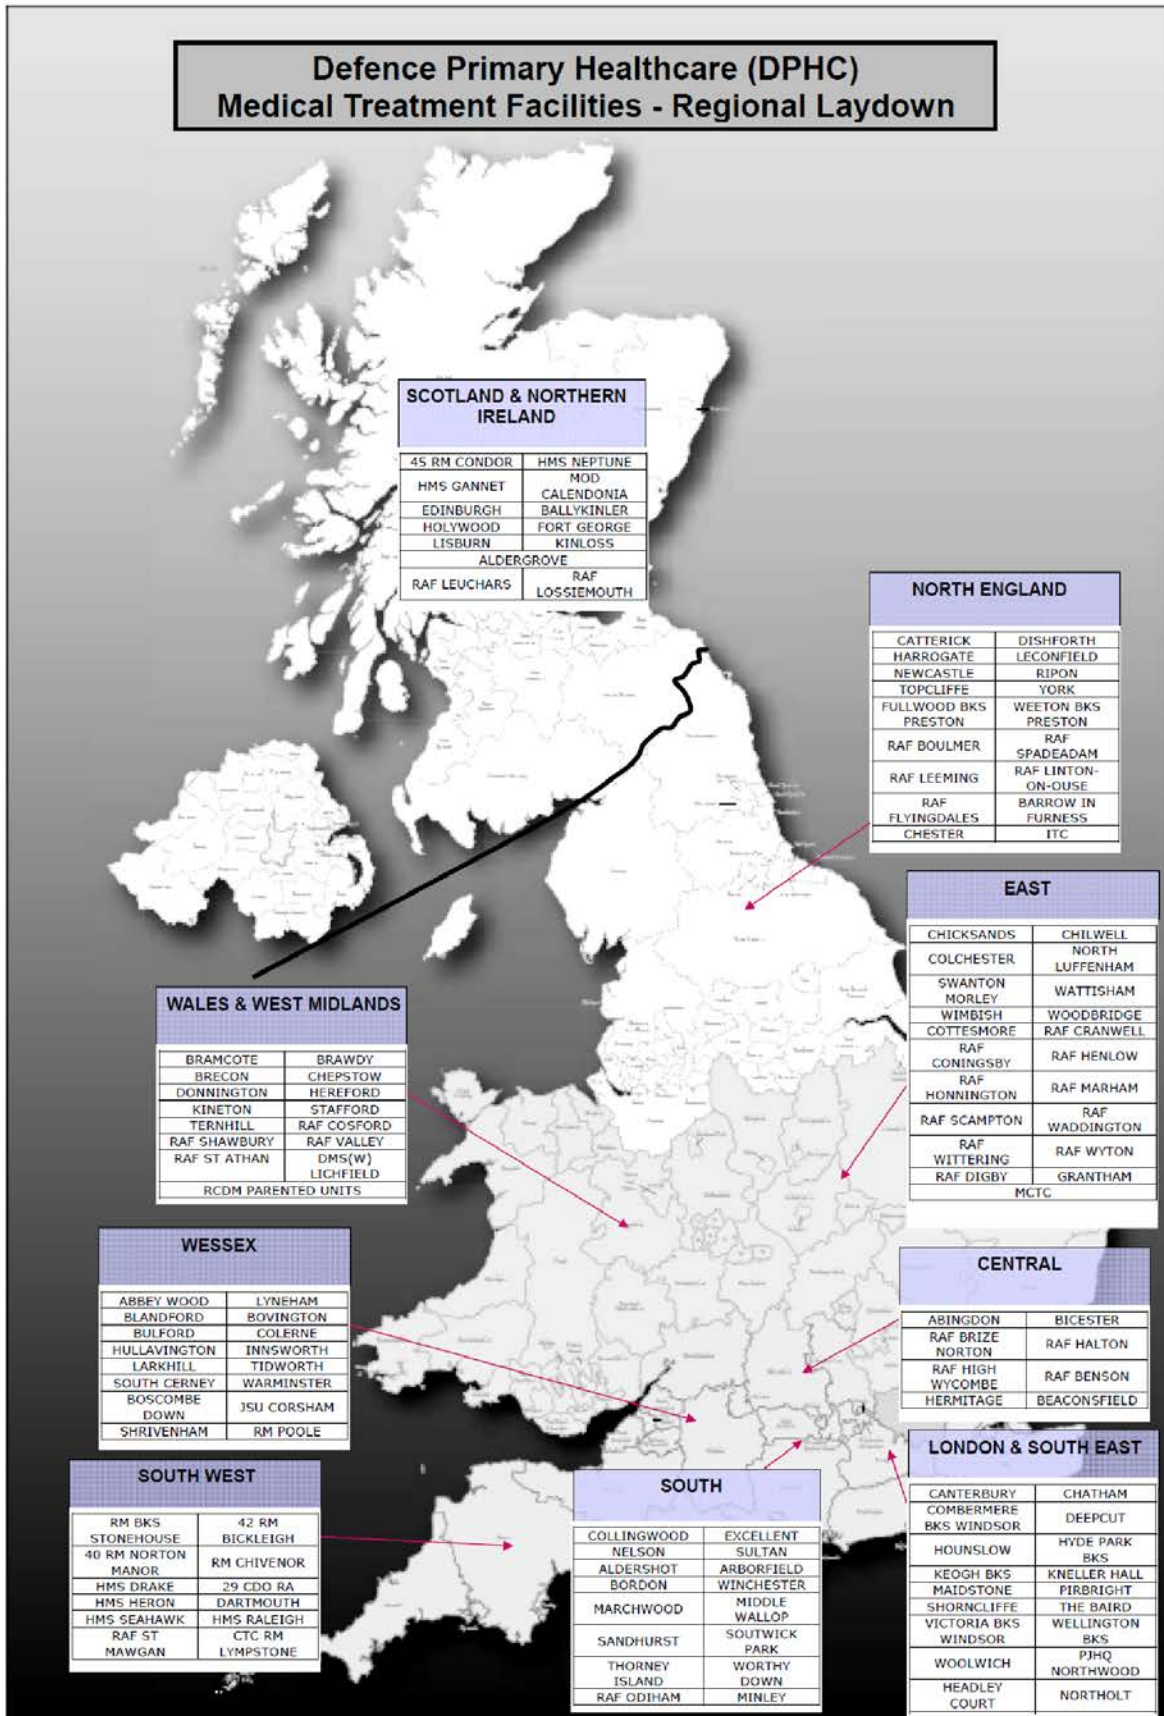 Defence Primary Healthcare (DPHC)
Medical Treatment Facilities - Regional Laydown
SCOTLAND & NORTHERN
IRELAND
45 RM CONDOR HMS NEPTUNE
HMS GANNET MOD
CALENDONIA
EDINBURGH BALLYKINLER
HOLYWOOD FORT GEORGE
LISBURN KINLOSS
ALDERGROVE
RAF LEUCHARS RAF
LOSSIEMOUTH
NORTH ENGLAND
CATTERICK DISHFORTH
HARROGATE LECONFIELD
NEWCASTLE RIPON
TOPCLIFFE YORK
FULLWOOD BKS
PRESTON WEETON BKS
PRESTON
RAF BOULMER RAF
SPADEADAM
RAF LEEMING RAF LINTON-
ON-OUSE
RAF
FLYINGDALES BARROW IN
FURNESS
CHESTER ITC
EAST
CHICKSANDS CHILWELL
COLCHESTER NORTH
LUFFENHAM
SWANTON
MORLEY WATTISHAM
WIMBISH WOODBRIDGE
COTTESMORE RAF CRANWELL
RAF
CONINGSBY RAF HENLOW
RAF
HONNINGTON RAF MARHAM
RAF SCAMPTON RAF
WADDINGTON
RAF
WITTERING RAF WYTON
RAF DIGBY GRANTHAM
MCTC
WALES & WEST MIDLANDS
BRAMCOTE BRAWDY
BRECON CHEPSTOW
DONNINGTON HEREFORD
KINETON STAFFORD
TERNHILL RAF COSFORD
RAF SHAWBURY RAF VALLEY
RAF ST ATHAN DMS(W)
LICHFIELD
RCDM PARENTED UNITS
WESSEX
ABBEY WOOD LYNEHAM
BLANDFORD BOVINGTON
BULFORD COLERNE
HULLAVINGTON INNSWORTH
LARKHILL TIDWORTH
SOUTH CERNEY WARMINSTER
BOSCOMBE
DOWN JSU CORSHAM
SHRIVENHAM RM POOLE
CENTRAL
ABINGDON BICESTER
RAF BRIZE
NORTON RAF HALTON
RAF HIGH
WYCOMBE RAF BENSON
HERMITAGE BEACONSFIELD
SOUTH WEST
RM BKS
STONEHOUSE 42 RM
BICKLEIGH
40 RM NORTON
MANOR RM CHIVENOR
HMS DRAKE 29 CDO RA
HMS HERON DARTMOUTH
HMS SEAHAWK HMS RALEIGH
RAF ST
MAWGAN CTC RM
LYMPSTONE
SOUTH
COLLINGWOOD EXCELLENT
NELSON SULTAN
ALDERSHOT ARBORFIELD
BORDON WINCHESTER
MARCHWOOD MIDDLE
WALLOP
SANDHURST SOUTWICK
PARK
THORNEY
ISLAND WORTHY
DOWN
RAF ODIHAM MINLEY
LONDON & SOUTH EAST
CANTERBURY CHATHAM
COMBERMERE
BKS WINDSOR DEEPCUT
HOUNSLOW HYDE PARK
BKS
KEOGH BKS KNELLER HALL
MAIDSTONE PIRBRIGHT
SHORNCLIFFE THE BAIRD
VICTORIA BKS
WINDSOR WELLINGTON
BKS
WOOLWICH PJHQ
NORTHWOOD
HEADLEY
COURT NORTHOLT